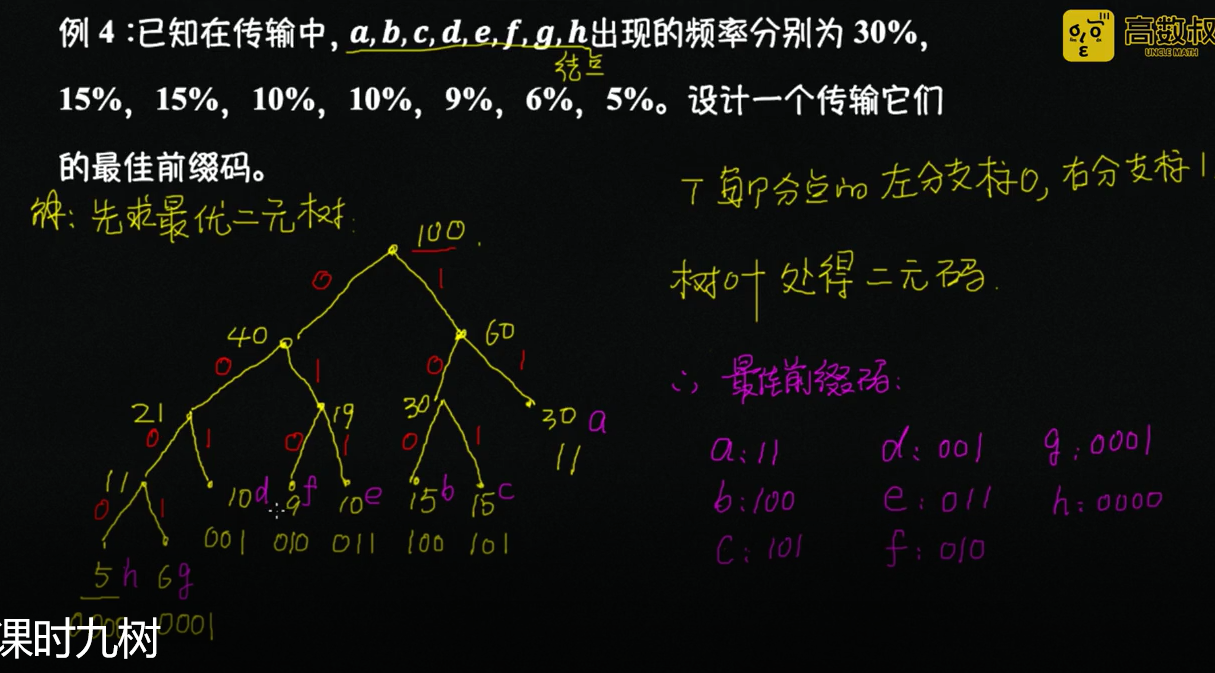 例 4 :已知在传输中, a,b,c,d,e,f,g,h出现的频率分别为 30%,
结点
15%, 15%, 10%, 10%, 9%, 6%, 5%。设计一个传输它们
的最佳前缀码。
高数叔
UNCLE MATH
解: 先求最优二元树.
T 每个分点的 左分支标0, 右分支标1
树叶处得二元码.
100.
0 1
40 60
0 1 0 1
21 19 30 30 a
0 1 0 1 0 1 11
11 10 d 9 f 10 e 15 b 15 c
0 1 001 010 011 100 101
5 h 6 g
0000 0001
∴ 最佳前缀码:
a: 11 d: 001 g: 0001
b: 100 e: 011 h: 0000
c: 101 f: 010
课时九树